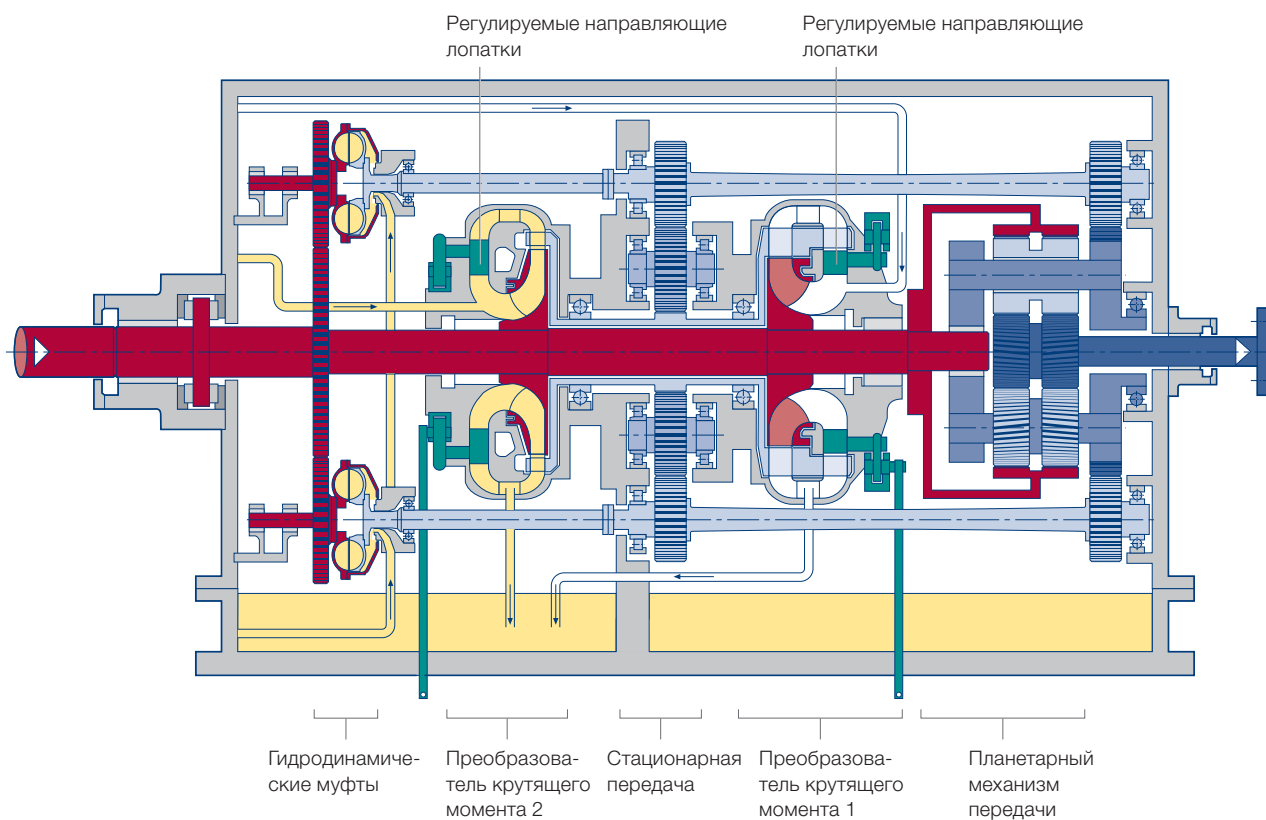 Регулируемые направляющие
лопатки
Регулируемые направляющие
лопатки
Гидродинамиче-
ские муфты
Преобразова-
тель крутящего
момента 2
Стационарная
передача
Преобразова-
тель крутящего
момента 1
Планетарный
механизм
передачи